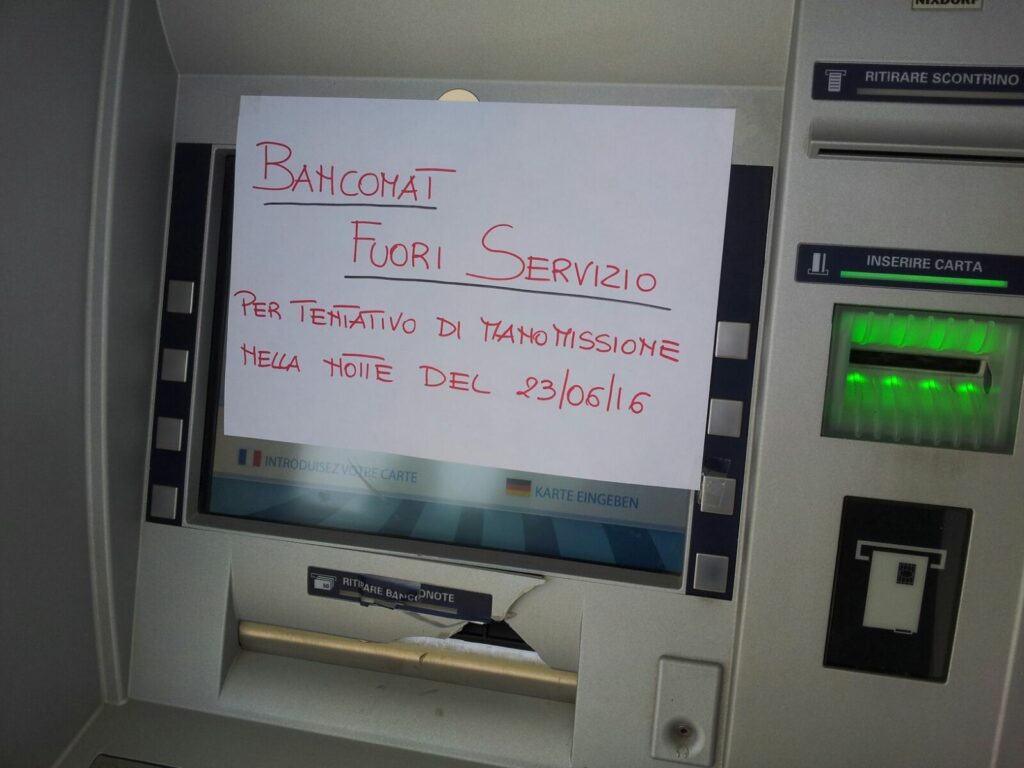 NIXDORF
RITIRARE SCONTRINO
BANCOMAT
FUORI SERVIZIO
PER TENTATIVO DI MANOMISSIONE
NELLA NOTTE DEL 23/06/16
INSERIRE CARTA
INTRODUISEZ VOTRE CARTE
KARTE EINGEBEN
RITIRARE BANCONOTE